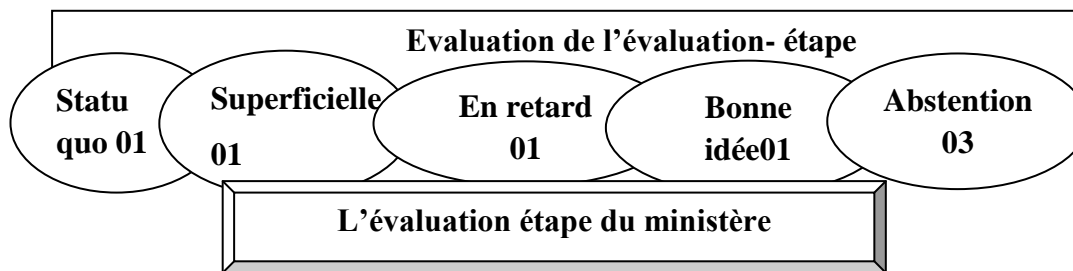 Evaluation de l’évaluation- étape
Statu
quo 01
Superficielle
01
En retard
01
Bonne
idée01
Abstention
03
L’évaluation étape du ministère